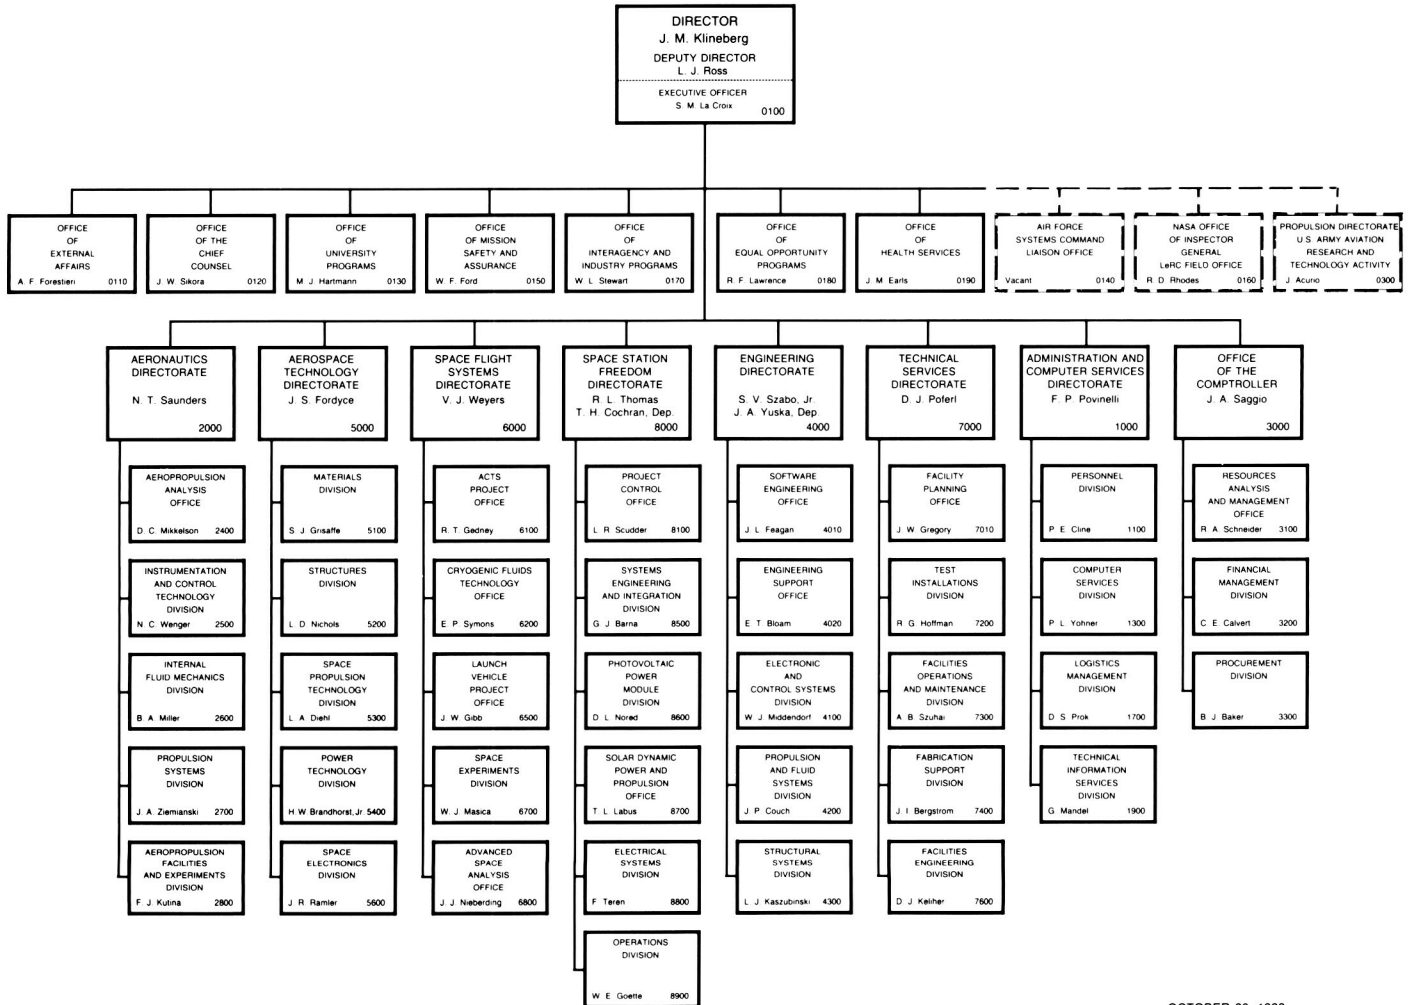 DIRECTOR
J. M. Klineberg
DEPUTY DIRECTOR
L. J. Ross
EXECUTIVE OFFICER
S. M. La Croix
0100
OFFICE
OF
EXTERNAL
AFFAIRS
A. F. Forestieri 0110
OFFICE
OF THE
CHIEF
COUNSEL
J. W. Sikora 0120
OFFICE
OF
UNIVERSITY
PROGRAMS
M. J. Hartmann 0130
OFFICE
OF MISSION
SAFETY AND
ASSURANCE
W. F. Ford 0150
OFFICE
OF
INTERAGENCY AND
INDUSTRY PROGRAMS
W. L. Stewart 0170
OFFICE
OF
EQUAL OPPORTUNITY
PROGRAMS
R. F. Lawrence 0180
OFFICE
OF
HEALTH SERVICES
J. M. Earls 0190
AIR FORCE
SYSTEMS COMMAND
LIAISON OFFICE
Vacant 0140
NASA OFFICE
OF INSPECTOR
GENERAL
LeRC FIELD OFFICE
R. D. Rhodes 0160
PROPULSION DIRECTORATE
U.S. ARMY AVIATION
RESEARCH AND
TECHNOLOGY ACTIVITY
J. Acurio 0300
AERONAUTICS
DIRECTORATE
N. T. Saunders
2000
AEROSPACE
TECHNOLOGY
DIRECTORATE
J. S. Fordyce
5000
SPACE FLIGHT
SYSTEMS
DIRECTORATE
V. J. Weyers
6000
SPACE STATION
FREEDOM
DIRECTORATE
R. L. Thomas
T. H. Cochran, Dep.
8000
ENGINEERING
DIRECTORATE
S. V. Szabo, Jr.
J. A. Yuska, Dep.
4000
TECHNICAL
SERVICES
DIRECTORATE
D. J. Poferl
7000
ADMINISTRATION AND
COMPUTER SERVICES
DIRECTORATE
F. P. Povinelli
1000
OFFICE
OF THE
COMPTROLLER
J. A. Saggio
3000
AEROPROPULSION
ANALYSIS
OFFICE
D. C. Mikkelson 2400
INSTRUMENTATION
AND CONTROL
TECHNOLOGY
DIVISION
N. C. Wenger 2500
INTERNAL
FLUID MECHANICS
DIVISION
B. A. Miller 2600
PROPULSION
SYSTEMS
DIVISION
J. A. Ziemianski 2700
AEROPROPULSION
FACILITIES
AND EXPERIMENTS
DIVISION
F. J. Kutina 2800
MATERIALS
DIVISION
S. J. Grisaffe 5100
STRUCTURES
DIVISION
L. D. Nichols 5200
SPACE
PROPULSION
TECHNOLOGY
DIVISION
L. A. Diehl 5300
POWER
TECHNOLOGY
DIVISION
H. W. Brandhorst, Jr. 5400
SPACE
ELECTRONICS
DIVISION
J. R. Ramler 5600
ACTS
PROJECT
OFFICE
R. T. Gedney 6100
CRYOGENIC FLUIDS
TECHNOLOGY
OFFICE
E. P. Symons 6200
LAUNCH
VEHICLE
PROJECT
OFFICE
J. W. Gibb 6500
SPACE
EXPERIMENTS
DIVISION
W. J. Masica 6700
ADVANCED
SPACE
ANALYSIS
OFFICE
J. J. Nieberding 6800
PROJECT
CONTROL
OFFICE
L. R. Scudder 8100
SYSTEMS
ENGINEERING
AND INTEGRATION
DIVISION
G. J. Barna 8500
PHOTOVOLTAIC
POWER
MODULE
DIVISION
D. L. Nored 8600
SOLAR DYNAMIC
POWER AND
PROPULSION
OFFICE
T. L. Labus 8700
ELECTRICAL
SYSTEMS
DIVISION
F. Teren 8800
OPERATIONS
DIVISION
W. E. Goette 8900
SOFTWARE
ENGINEERING
OFFICE
J. L. Feagan 4010
ENGINEERING
SUPPORT
OFFICE
E. T. Bloam 4020
ELECTRONIC
AND
CONTROL SYSTEMS
DIVISION
W. J. Middendorf 4100
PROPULSION
AND FLUID
SYSTEMS
DIVISION
J. P. Couch 4200
STRUCTURAL
SYSTEMS
DIVISION
L. J. Kaszubinski 4300
FACILITY
PLANNING
OFFICE
J. W. Gregory 7010
TEST
INSTALLATIONS
DIVISION
R. G. Hoffman 7200
FACILITIES
OPERATIONS
AND MAINTENANCE
DIVISION
A. B. Szuhai 7300
FABRICATION
SUPPORT
DIVISION
J. I. Bergstrom 7400
FACILITIES
ENGINEERING
DIVISION
D. J. Keliher 7600
PERSONNEL
DIVISION
P. E. Cline 1100
COMPUTER
SERVICES
DIVISION
P. L. Yohner 1300
LOGISTICS
MANAGEMENT
DIVISION
D. S. Prok 1700
TECHNICAL
INFORMATION
SERVICES
DIVISION
G. Mandel 1900
RESOURCES
ANALYSIS
AND MANAGEMENT
OFFICE
R. A. Schneider 3100
FINANCIAL
MANAGEMENT
DIVISION
C. E. Calvert 3200
PROCUREMENT
DIVISION
B. J. Baker 3300
OCTOBER